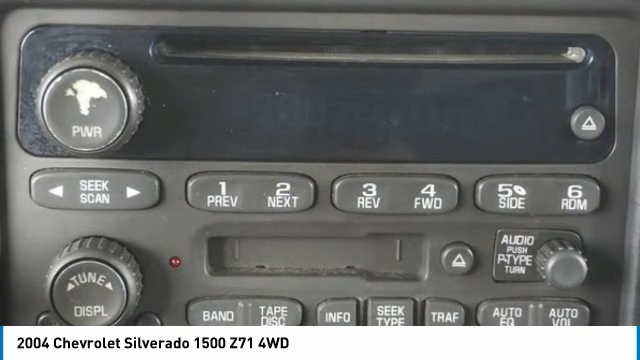 PWR
SEEK
SCAN
1 2
PREV NEXT
3 4
REV FWD
5 6
SIDE RDM
AUDIO
PUSH
P-TYPE
TURN
TUNE
DISPL
BAND
TAPE
DISC
INFO
SEEK
TYPE
TRAF
AUTO
EQ
AUTO
VOL
2004 Chevrolet Silverado 1500 Z71 4WD